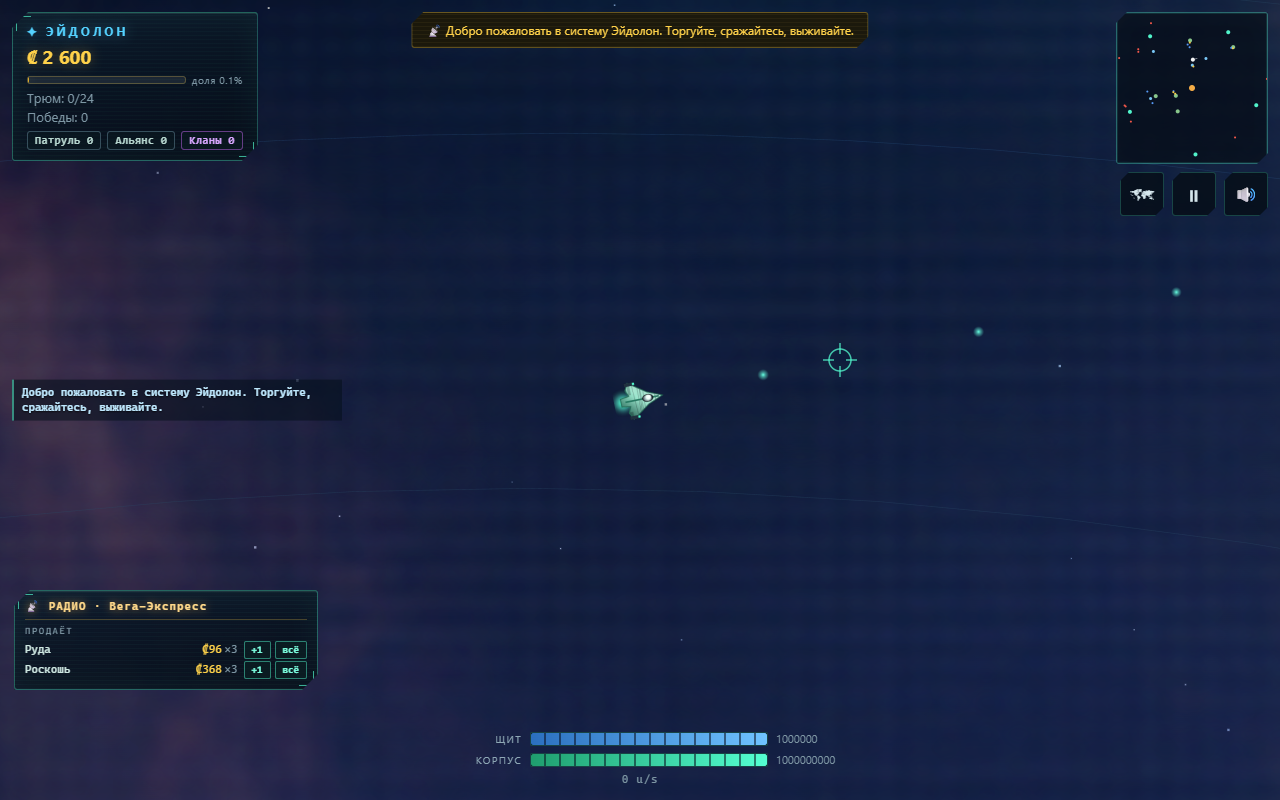 ЭЙДОЛОН
₡ 2 600
доля 0.1%
Трюм: 0/24
Победы: 0
Патруль 0 Альянс 0 Кланы 0
Добро пожаловать в систему Эйдолон. Торгуйте, сражайтесь, выживайте.
Добро пожаловать в систему Эйдолон. Торгуйте,
сражайтесь, выживайте.
РАДИО · Вега-Экспресс
ПРОДАЁТ
Руда ₡96 ×3 +1 всё
Роскошь ₡368 ×3 +1 всё
ЩИТ 1000000
КОРПУС 1000000000
0 u/s